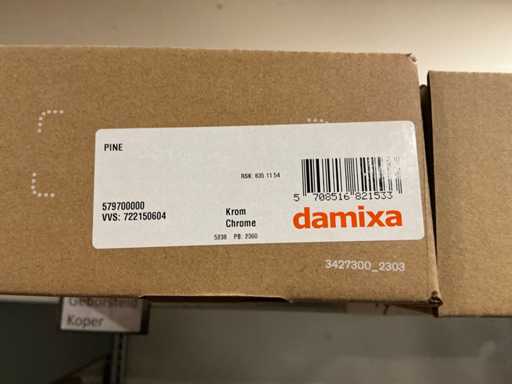 PINE
RSK: 835 11 54
579700000
VVS: 722150604
Krom
Chrome
5 708516 821533
damixa
5238 PB: 2360
3427300_2303
Geborsteld
Koper